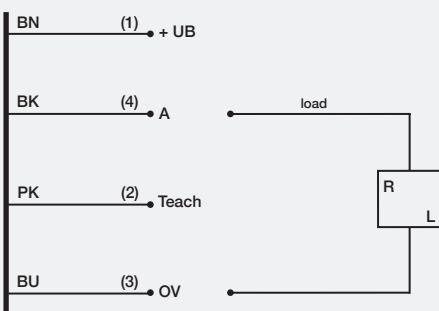 BN (1) + UB
BK (4) A load
R
PK (2) Teach
L
BU (3) OV